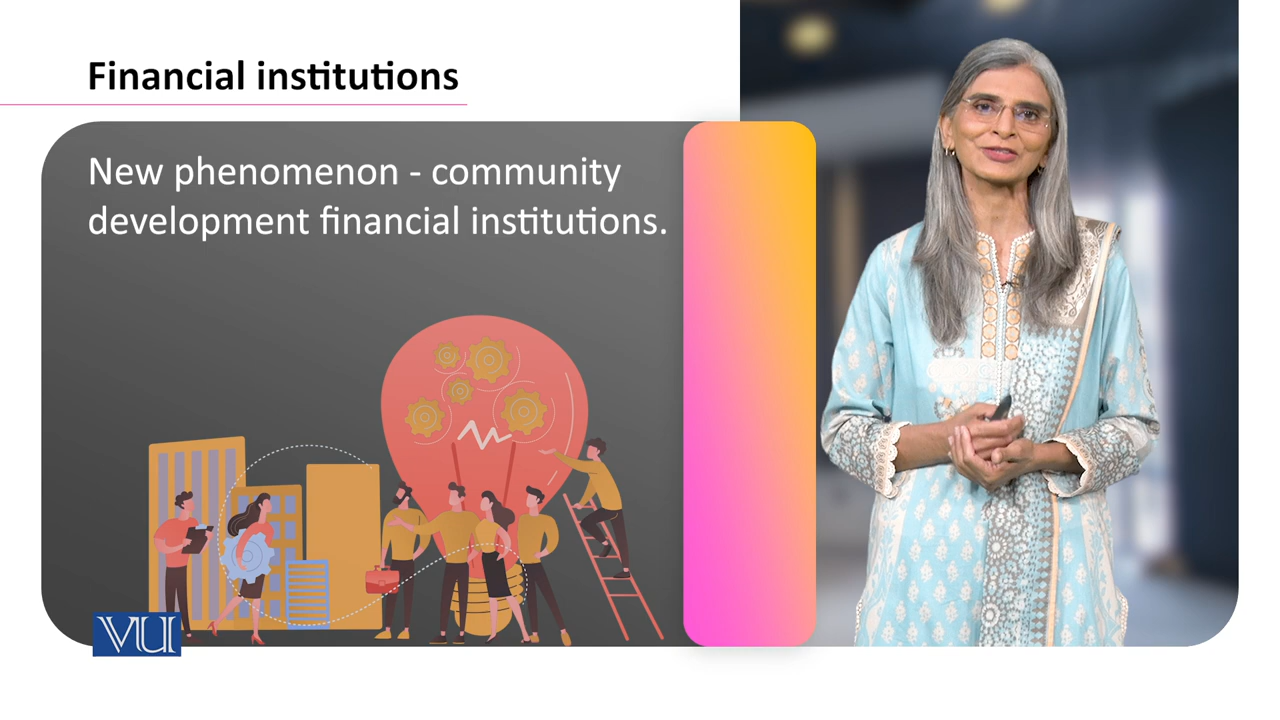 Financial institutions
New phenomenon - community
development financial institutions.
VU